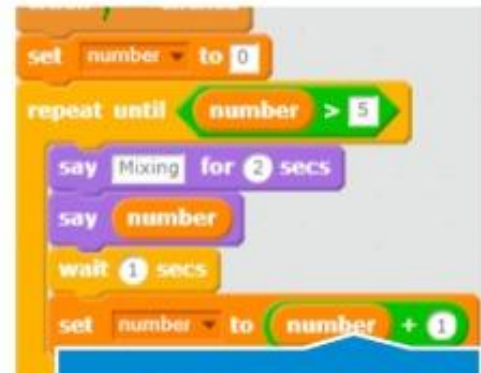 set number to 0
repeat until number > 5
say Mixing for 2 secs
say number
wait 1 secs
set number to number + 1